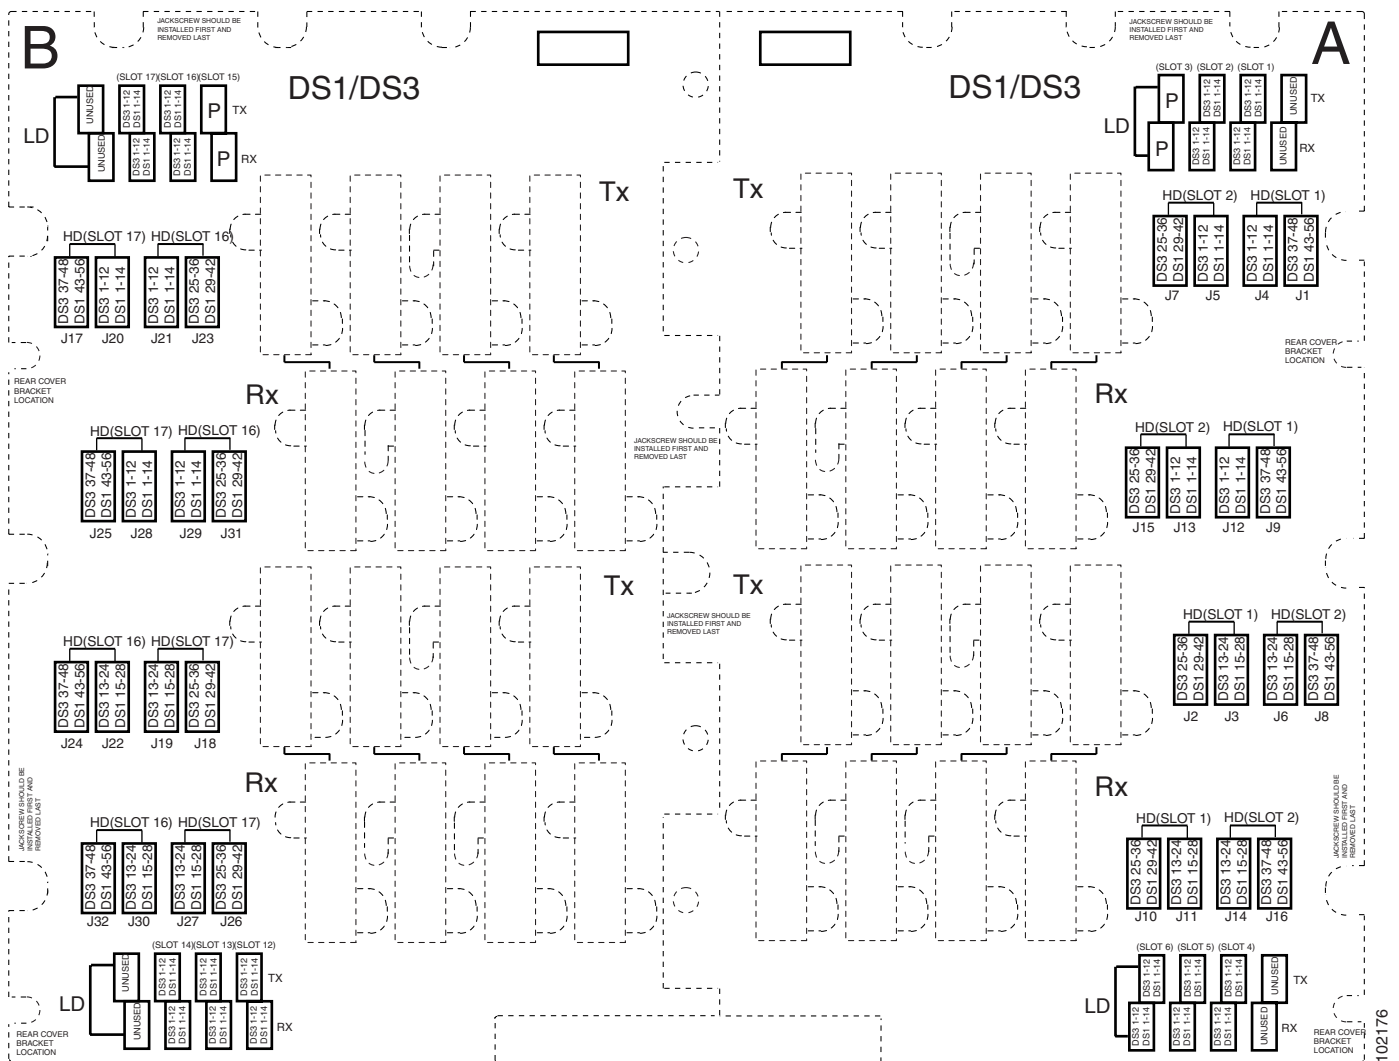 B
JACKSCREW SHOULD BE
INSTALLED FIRST AND
REMOVED LAST
DS1/DS3
(SLOT 17)(SLOT 16)(SLOT 15)
UNUSED
DS3 1-12
DS1 1-14
DS3 1-12
DS1 1-14
P
TX
LD
UNUSED
DS3 1-12
DS1 1-14
DS3 1-12
DS1 1-14
P
RX
Tx
HD(SLOT 17)
HD(SLOT 16)
DS3 37-48
DS1 43-56
DS3 1-12
DS1 1-14
DS3 1-12
DS1 1-14
DS3 25-36
DS1 29-42
J17
J20
J21
J23
REAR COVER
BRACKET
LOCATION
Rx
HD(SLOT 17)
HD(SLOT 16)
DS3 37-48
DS1 43-56
DS3 1-12
DS1 1-14
DS3 1-12
DS1 1-14
DS3 25-36
DS1 29-42
J25
J28
J29
J31
JACKSCREW SHOULD BE
INSTALLED FIRST AND
REMOVED LAST
Tx
HD(SLOT 16)
HD(SLOT 17)
DS3 37-48
DS1 43-56
DS3 13-24
DS1 15-28
DS3 13-24
DS1 15-28
DS3 25-36
DS1 29-42
J24
J22
J19
J18
JACKSCREW SHOULD BE
INSTALLED FIRST AND
REMOVED LAST
Rx
HD(SLOT 16)
HD(SLOT 17)
DS3 37-48
DS1 43-56
DS3 13-24
DS1 15-28
DS3 13-24
DS1 15-28
DS3 25-36
DS1 29-42
J32
J30
J27
J26
(SLOT 14)(SLOT 13)(SLOT 12)
UNUSED
DS3 1-12
DS1 1-14
DS3 1-12
DS1 1-14
DS3 1-12
DS1 1-14
TX
LD
UNUSED
DS3 1-12
DS1 1-14
DS3 1-12
DS1 1-14
DS3 1-12
DS1 1-14
RX
REAR COVER
BRACKET
LOCATION
JACKSCREW SHOULD BE
INSTALLED FIRST AND
REMOVED LAST
A
DS1/DS3
(SLOT 3)
(SLOT 2)
(SLOT 1)
P
DS3 1-12
DS1 1-14
DS3 1-12
DS1 1-14
UNUSED
TX
LD
P
DS3 1-12
DS1 1-14
DS3 1-12
DS1 1-14
UNUSED
RX
Tx
HD(SLOT 2)
HD(SLOT 1)
DS3 25-36
DS1 29-42
DS3 1-12
DS1 1-14
DS3 1-12
DS1 1-14
DS3 37-48
DS1 43-56
J7
J5
J4
J1
REAR COVER
BRACKET
LOCATION
Rx
HD(SLOT 2)
HD(SLOT 1)
DS3 25-36
DS1 29-42
DS3 1-12
DS1 1-14
DS3 1-12
DS1 1-14
DS3 37-48
DS1 43-56
J15
J13
J12
J9
Tx
JACKSCREW SHOULD BE
INSTALLED FIRST AND
REMOVED LAST
HD(SLOT 1)
HD(SLOT 2)
DS3 25-36
DS1 29-42
DS3 13-24
DS1 15-28
DS3 13-24
DS1 15-28
DS3 37-48
DS1 43-56
J2
J3
J6
J8
Rx
JACKSCREW SHOULD BE
INSTALLED FIRST AND
REMOVED LAST
HD(SLOT 1)
HD(SLOT 2)
DS3 25-36
DS1 29-42
DS3 13-24
DS1 15-28
DS3 13-24
DS1 15-28
DS3 37-48
DS1 43-56
J10
J11
J14
J16
(SLOT 6)
(SLOT 5)
(SLOT 4)
DS3 1-12
DS1 1-14
DS3 1-12
DS1 1-14
DS3 1-12
DS1 1-14
UNUSED
TX
LD
DS3 1-12
DS1 1-14
DS3 1-12
DS1 1-14
DS3 1-12
DS1 1-14
UNUSED
RX
REAR COVER
BRACKET
LOCATION
102176